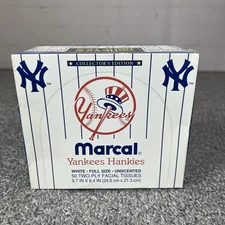 COLLECTOR'S EDITION
NY
NY
Yankees
marcal
Yankees Hankies
WHITE - FULL SIZE - UNSCENTED
50 TWO-PLY FACIAL TISSUES
9.7 IN X 8.4 IN (24.6 cm x 21.3 cm)